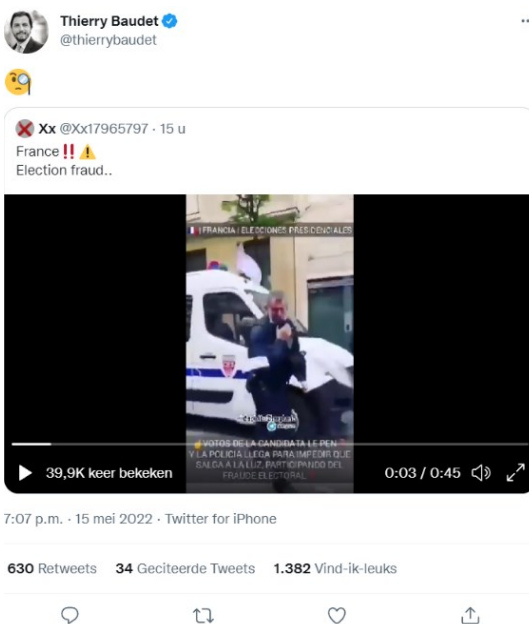 Thierry Baudet
@thierrybaudet
Xx @Xx17965797 · 15 u
France‼️⚠️
Election fraud..
FRANCIA | ELECCIONES PRESIDENCIALES
VOTOS DE LA CANDIDATA LE PEN
Y LA POLICIA LLEGA PARA IMPEDIR QUE
SALGA A LA LUZ, PARTICIPANDO DEL
FRAUDE ELECTORAL
39,9K keer bekeken
0:03 / 0:45
7:07 p.m. · 15 mei 2022 · Twitter for iPhone
630 Retweets 34 Geciteerde Tweets 1.382 Vind-ik-leuks